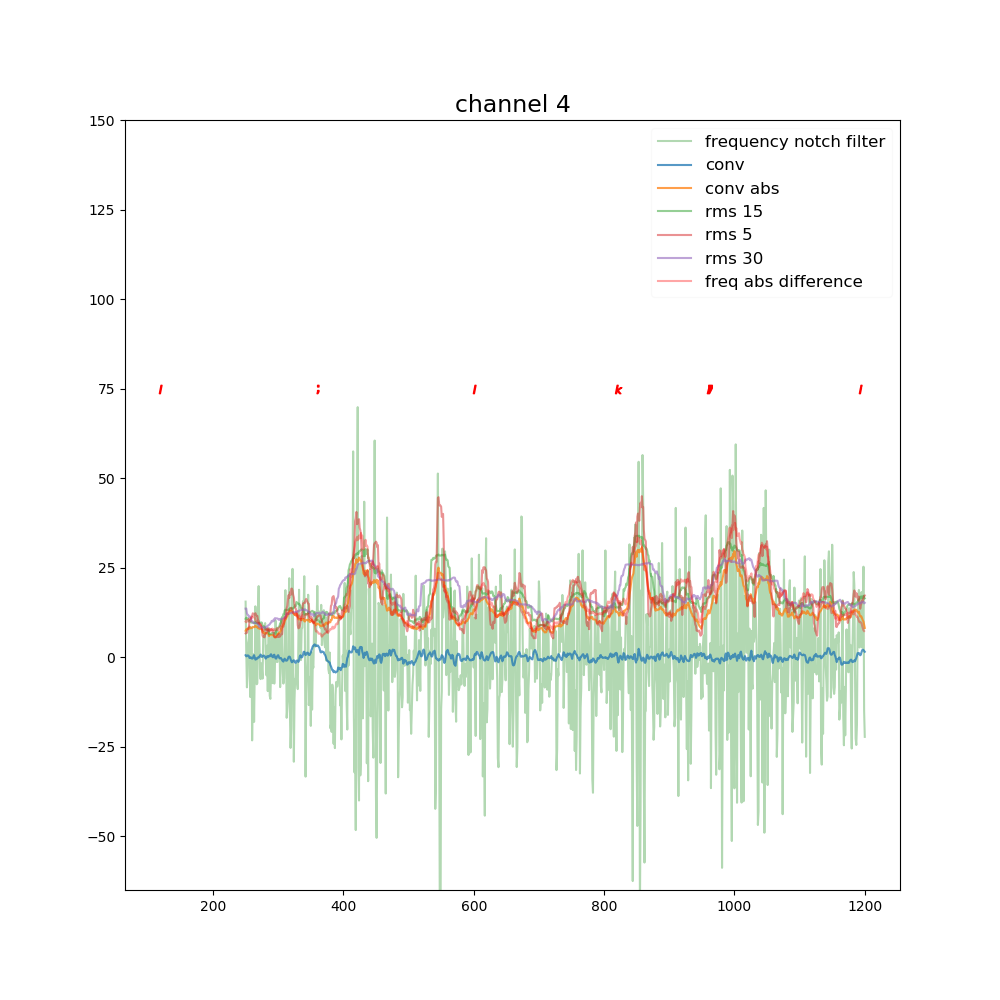 channel 4
150
125
100
75
50
25
0
−25
−50
frequency notch filter
conv
conv abs
rms 15
rms 5
rms 30
freq abs difference
l ; l k l
200 400 600 800 1000 1200